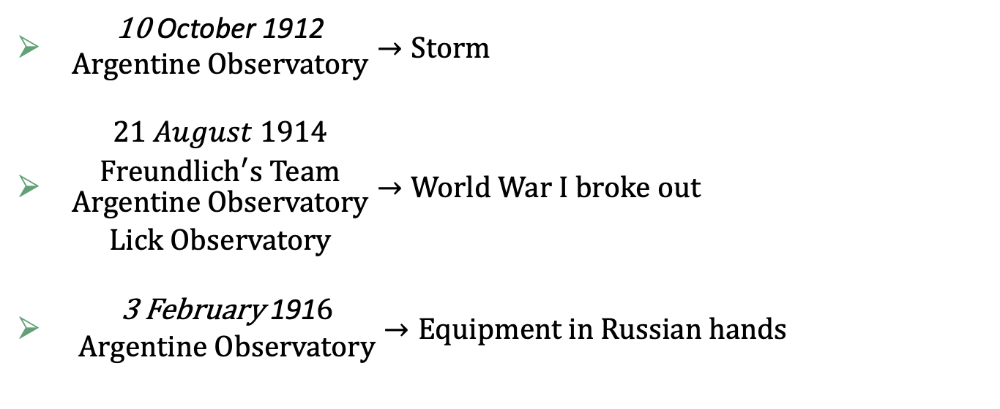 10 October 1912
Argentine Observatory → Storm
21 August 1914
Freundlich′s Team
Argentine Observatory
Lick Observatory
→ World War I broke out
3 February 1916
Argentine Observatory → Equipment in Russian hands